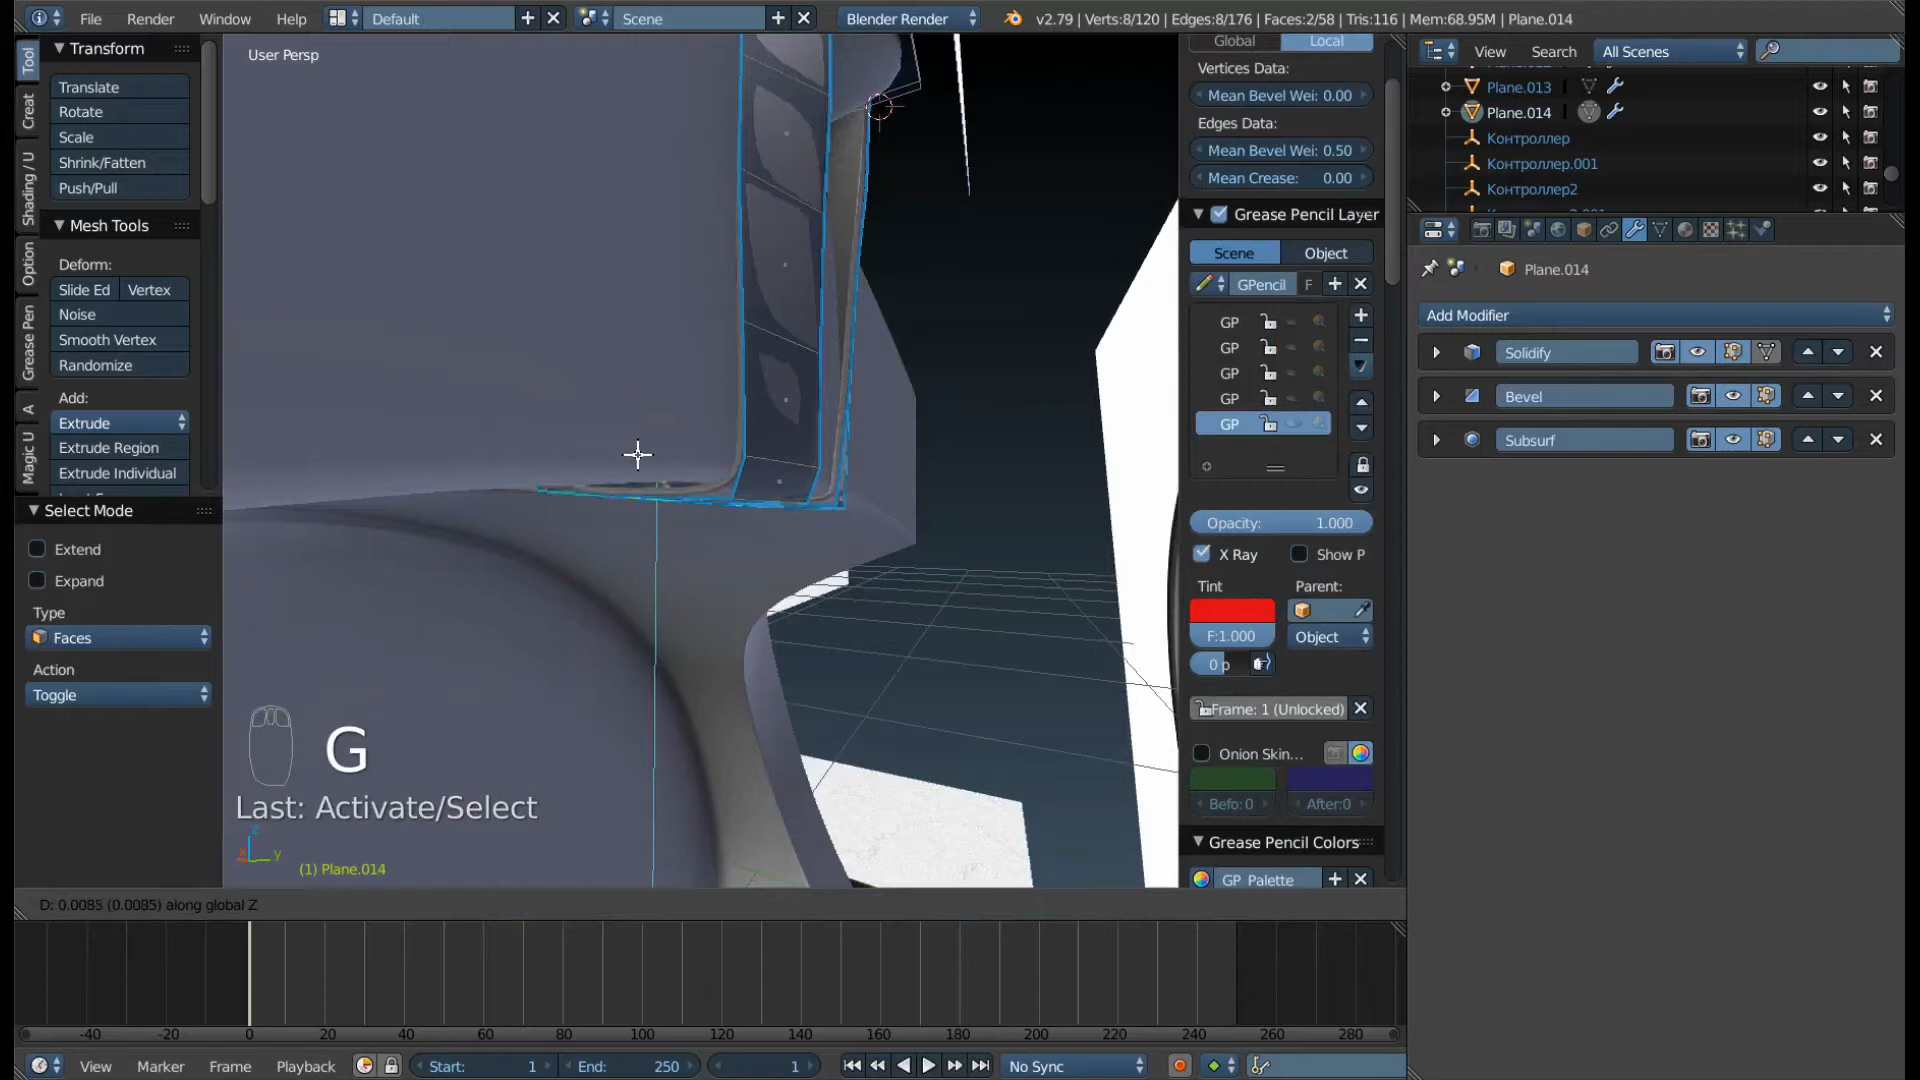 File Render Window Help Default Scene Blender Render v2.79 | Verts:8/120 | Edges:8/176 | Faces:2/58 | Tris:116 | Mem:68.95M | Plane.014
Tool
Creat
Shading / U
Option
Grease Pen
A
Magic U
Transform
Translate
Rotate
Scale
Shrink/Fatten
Push/Pull
Mesh Tools
Deform:
Slide Ed Vertex
Noise
Smooth Vertex
Randomize
Add:
Extrude
Extrude Region
Extrude Individual
Select Mode
Extend
Expand
Type
Faces
Action
Toggle
User Persp
G
Last: Activate/Select
z
y
(1) Plane.014
D: 0.0085 (0.0085) along global Z
Global Local
Vertices Data:
Mean Bevel Wei: 0.00
Edges Data:
Mean Bevel Wei: 0.50
Mean Crease: 0.00
Grease Pencil Layer
Scene Object
GPencil F
GP
GP
GP
GP
GP
Opacity: 1.000
X Ray Show P
Tint Parent:
F:1.000 Object
0 p
Frame: 1 (Unlocked)
Onion Skin...
Befo:0 After:0
Grease Pencil Colors
GP_Palette
View Search All Scenes
Plane.013
Plane.014
Контроллер
Контроллер.001
Контроллер2
Plane.014
Add Modifier
Solidify
Bevel
Subsurf
-40 -20 0 20 40 60 80 100 120 140 160 180 200 220 240 260 280
View Marker Frame Playback Start: 1 End: 250 1 No Sync